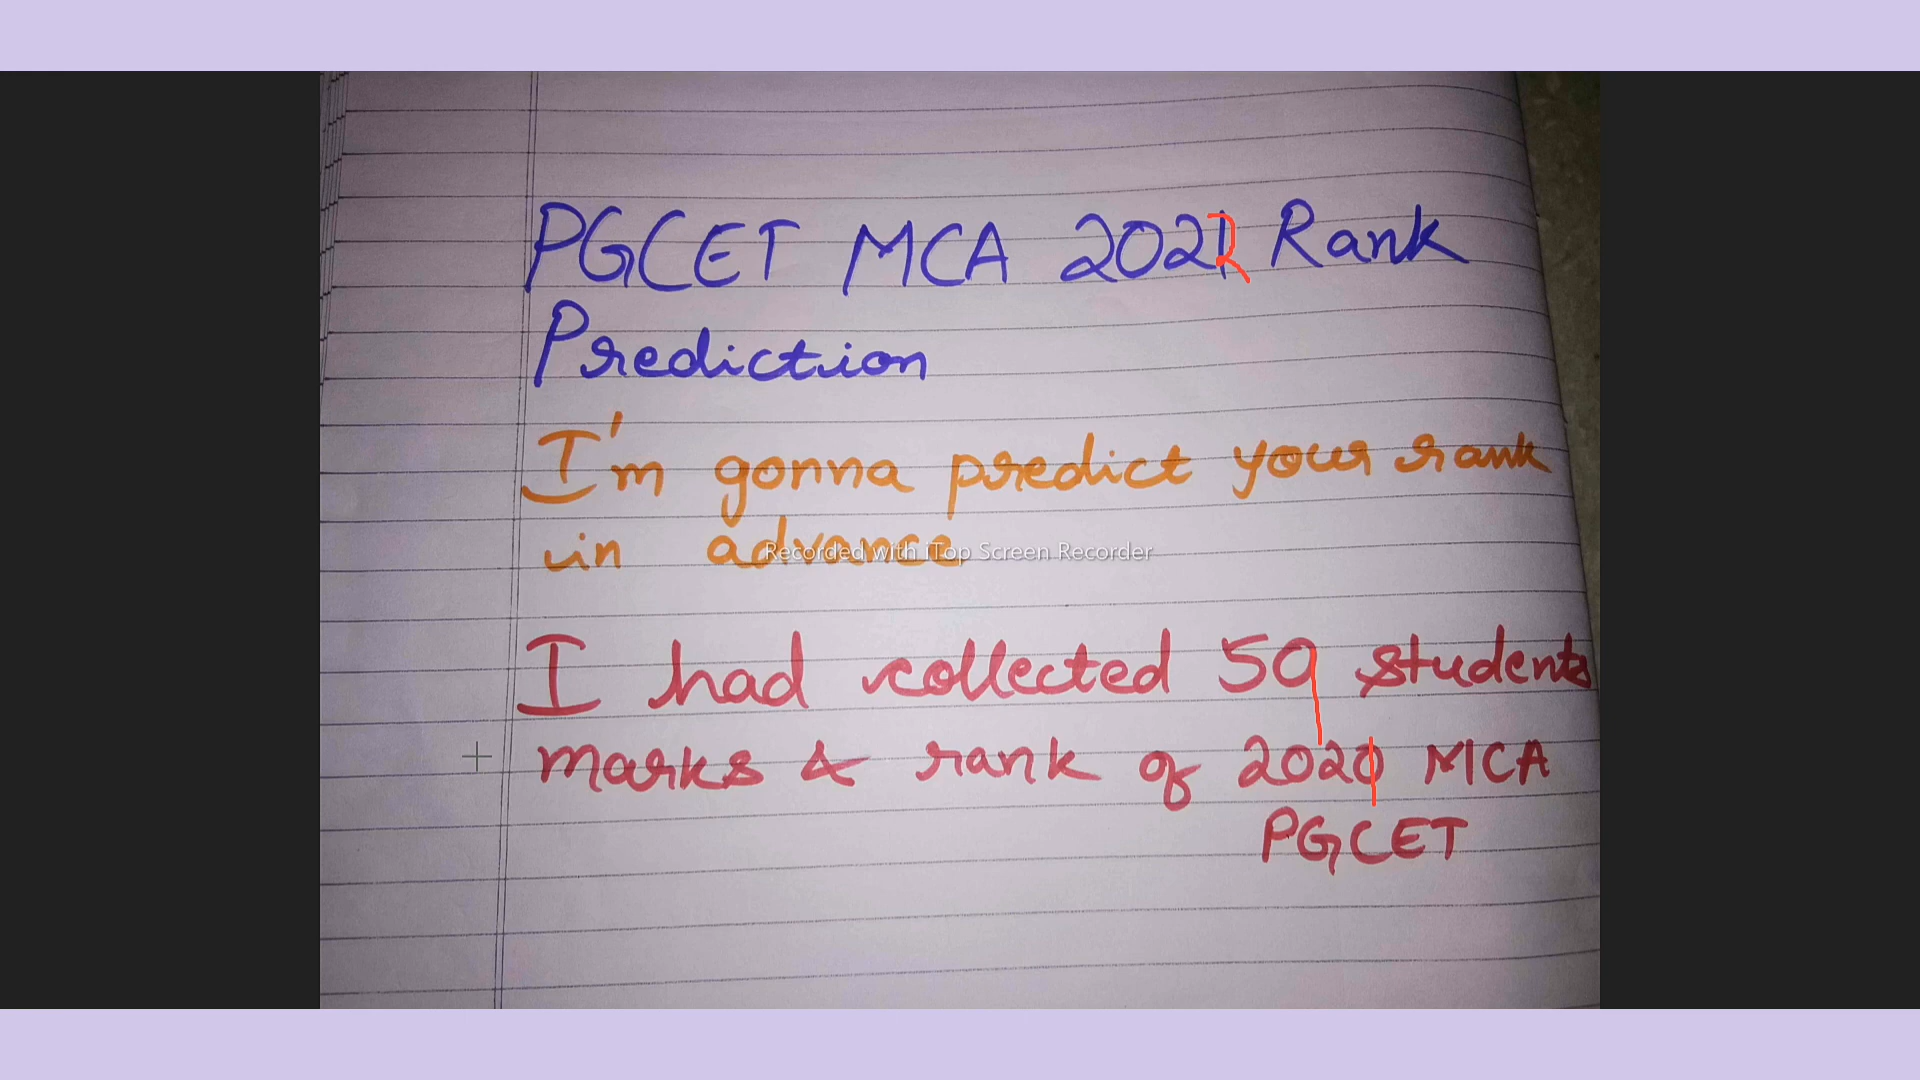 PGCET MCA 2022 Rank
Prediction
I'm gonna predict your rank
in advance
Recorded with iTop Screen Recorder
I had collected 59 students
marks & rank of 2021 MCA
PGCET